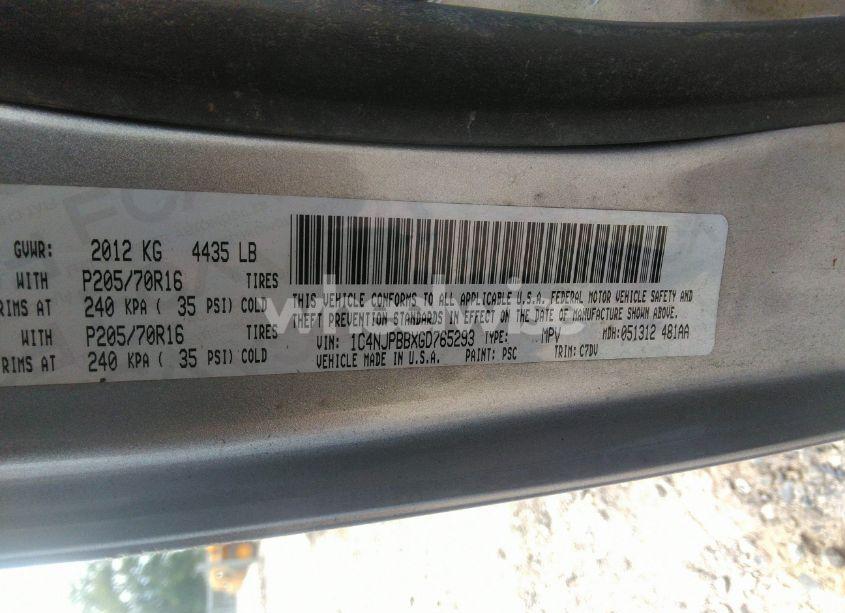 GVWR: 2012 KG 4435 LB
WITH P205/70R16 TIRES
RIMS AT 240 KPA ( 35 PSI) COLD
WITH P205/70R16 TIRES
RIMS AT 240 KPA ( 35 PSI) COLD
THIS VEHICLE CONFORMS TO ALL APPLICABLE U.S.A. FEDERAL MOTOR VEHICLE SAFETY AND
THEFT PREVENTION STANDARDS IN EFFECT ON THE DATE OF MANUFACTURE SHOWN ABOVE.
VIN: 1C4NJPBBXGD765293 TYPE: MPV MDH: 051312 481AA
VEHICLE MADE IN U.S.A. PAINT: PSC TRIM: C7DV